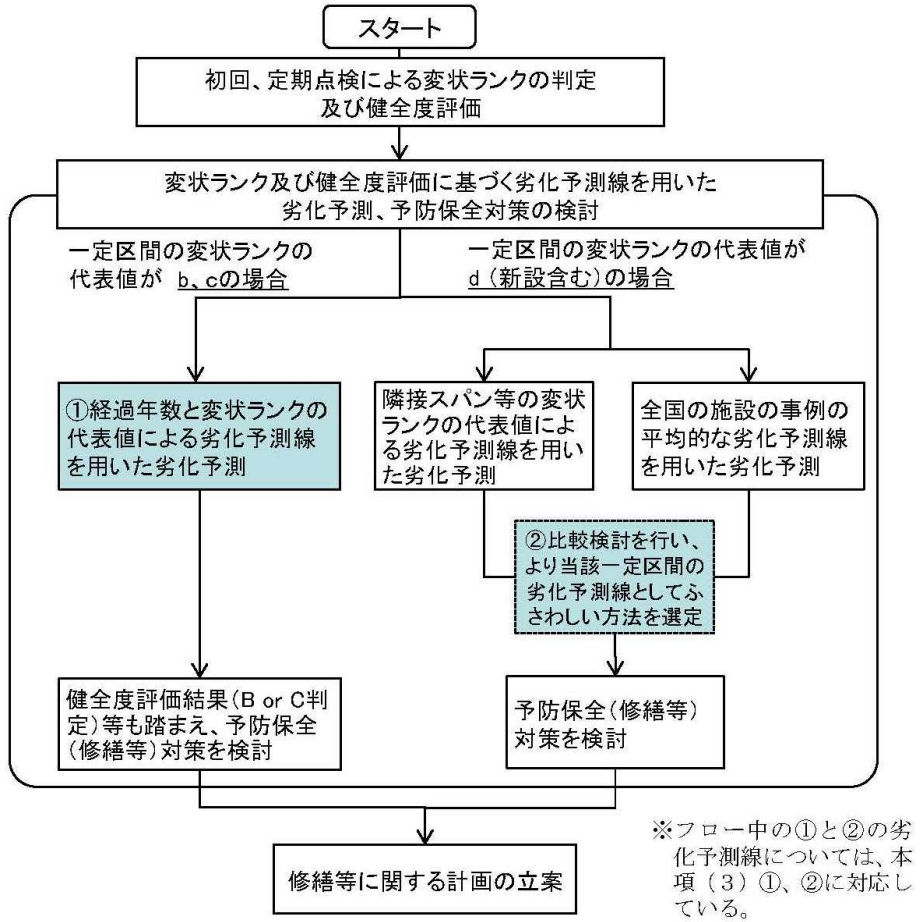 スタート
初回、定期点検による変状ランクの判定
及び健全度評価
変状ランク及び健全度評価に基づく劣化予測線を用いた
劣化予測、予防保全対策の検討
一定区間の変状ランクの
代表値が b、cの場合
一定区間の変状ランクの代表値が
d（新設含む）の場合
①経過年数と変状ランクの
代表値による劣化予測線
を用いた劣化予測
隣接スパン等の変状
ランクの代表値によ
る劣化予測線を用い
た劣化予測
全国の施設の事例の
平均的な劣化予測線
を用いた劣化予測
②比較検討を行い、
より当該一定区間の
劣化予測線としてふ
さわしい方法を選定
健全度評価結果（B or C判
定）等も踏まえ、予防保全
（修繕等）対策を検討
予防保全（修繕等）
対策を検討
修繕等に関する計画の立案
※フロー中の①と②の劣
化予測線については、本
項（3）①、②に対応し
ている。